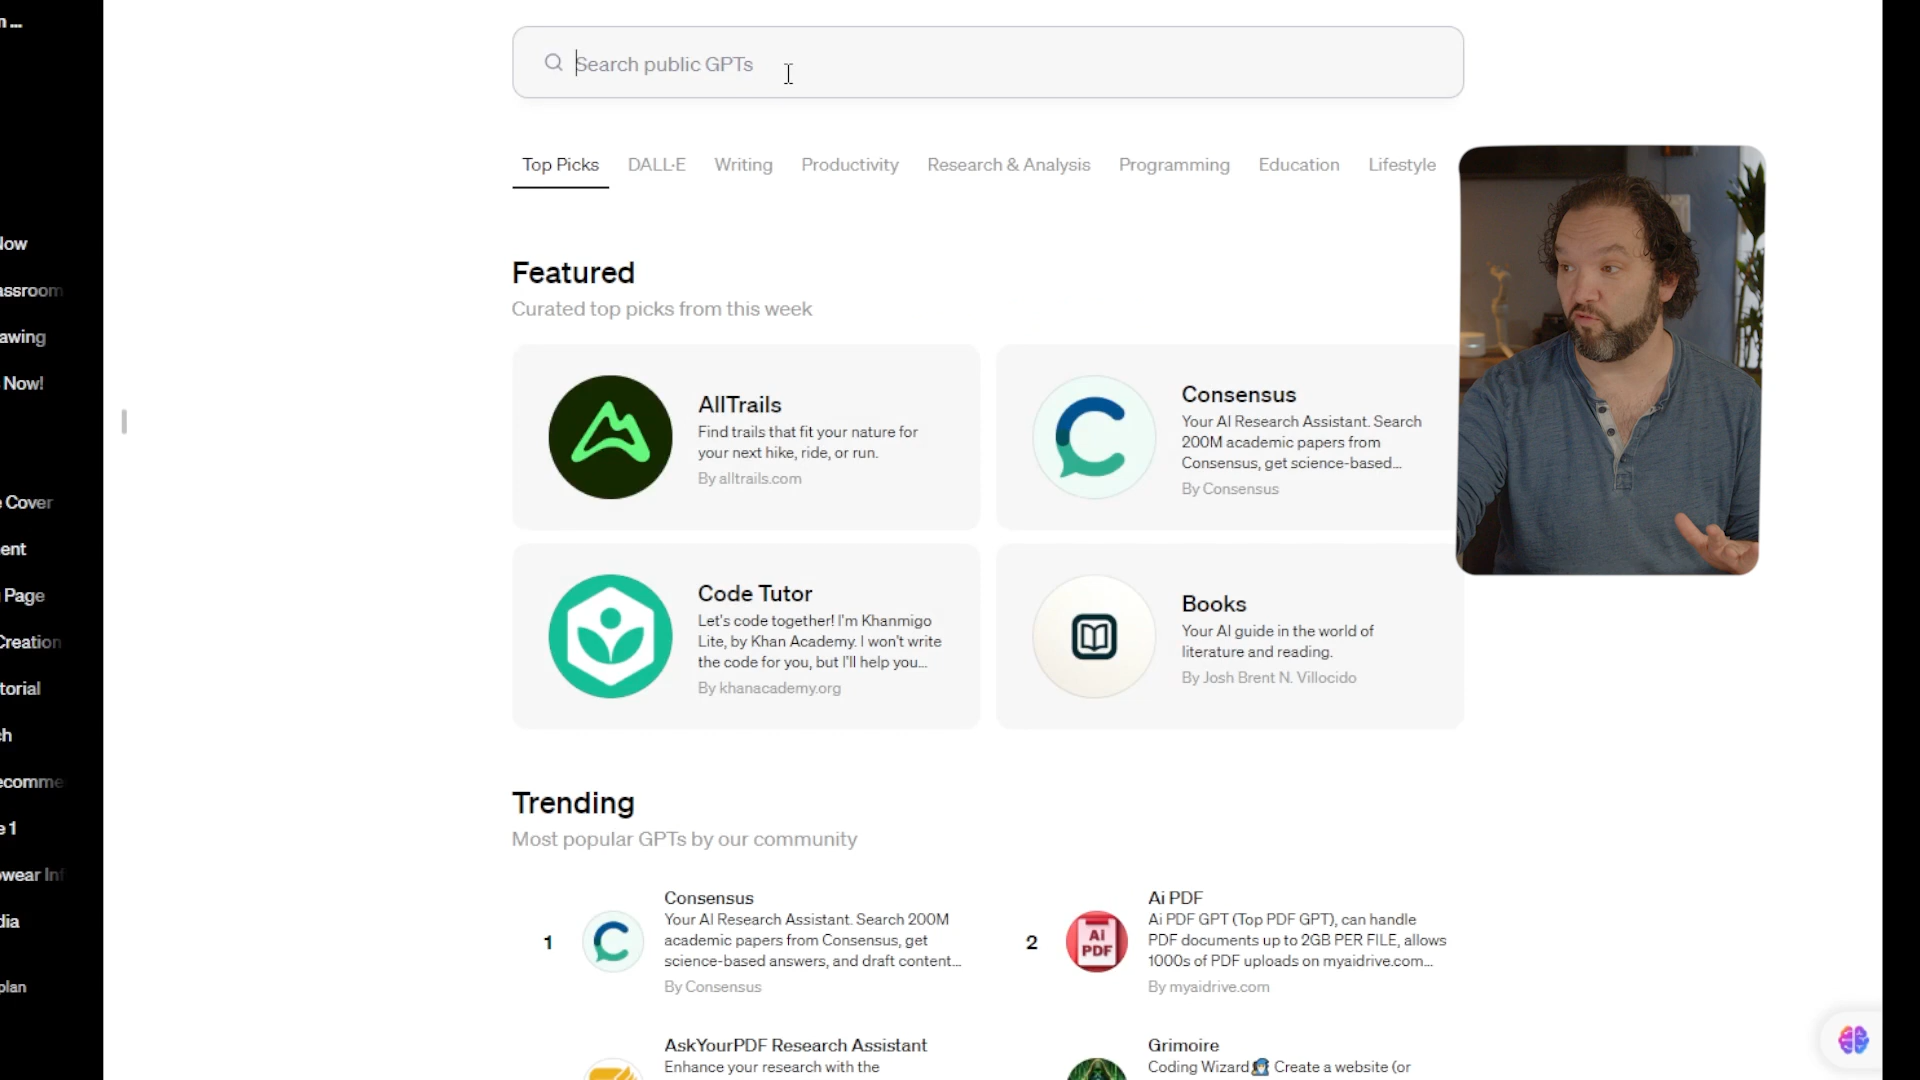 Search public GPTs
Top Picks
DALL·E
Writing
Productivity
Research & Analysis
Programming
Education
Lifestyle
Now
Now!
Cover
Page
Creation
1
plan
Featured
Curated top picks from this week
AllTrails
Find trails that fit your nature for
your next hike, ride, or run.
By alltrails.com
Consensus
Your AI Research Assistant. Search
200M academic papers from
Consensus, get science-based...
By Consensus
Code Tutor
Let's code together! I'm Khanmigo
Lite, by Khan Academy. I won't write
the code for you, but I'll help you...
By khanacademy.org
Books
Your AI guide in the world of
literature and reading.
By Josh Brent N. Villocido
Trending
Most popular GPTs by our community
1
Consensus
Your AI Research Assistant. Search 200M
academic papers from Consensus, get
science-based answers, and draft content...
By Consensus
2
Ai PDF
Ai PDF GPT (Top PDF GPT), can handle
PDF documents up to 2GB PER FILE, allows
1000s of PDF uploads on myaidrive.com...
By myaidrive.com
Ai
PDF
AskYourPDF Research Assistant
Enhance your research with the
Grimoire
Coding Wizard🧙 Create a website (or